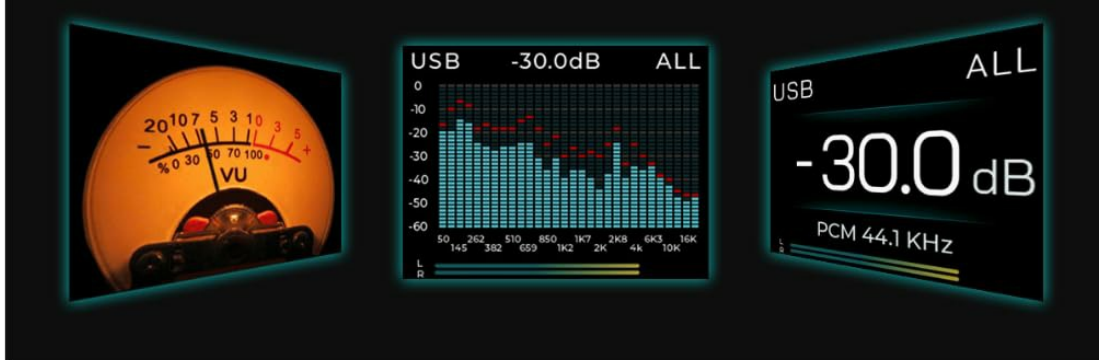 20 10 7 5 3 1 0 3 5
- +
% 0 30 50 70 100
VU
USB -30.0dB ALL
0
-10
-20
-30
-40
-50
-60
50 262 510 850 1K7 2K8 6K3 16K
145 382 659 1K2 2K 4k 10K
L
R
USB ALL
-30.0 dB
PCM 44.1 KHz
L
R